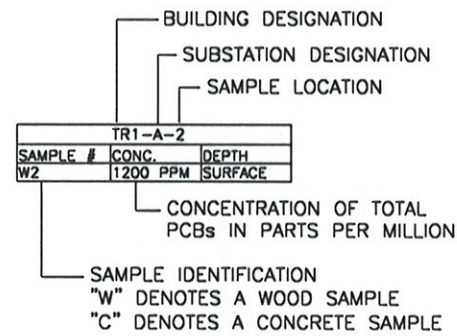 BUILDING DESIGNATION
SUBSTATION DESIGNATION
SAMPLE LOCATION
TR1-A-2
SAMPLE # CONC. DEPTH
W2 1200 PPM SURFACE
CONCENTRATION OF TOTAL
PCBs IN PARTS PER MILLION
SAMPLE IDENTIFICATION
"W" DENOTES A WOOD SAMPLE
"C" DENOTES A CONCRETE SAMPLE